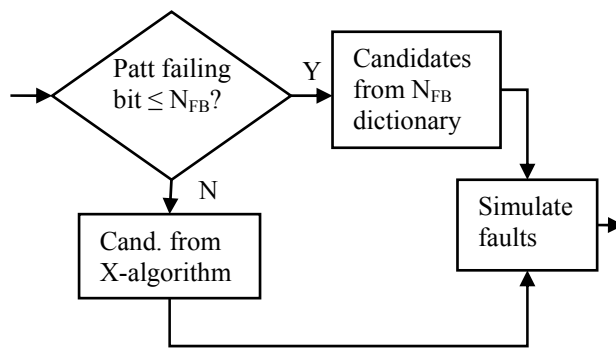 Patt failing
bit ≤ N_FB?
Y
Candidates
from N_FB
dictionary
N
Cand. from
X-algorithm
Simulate
faults